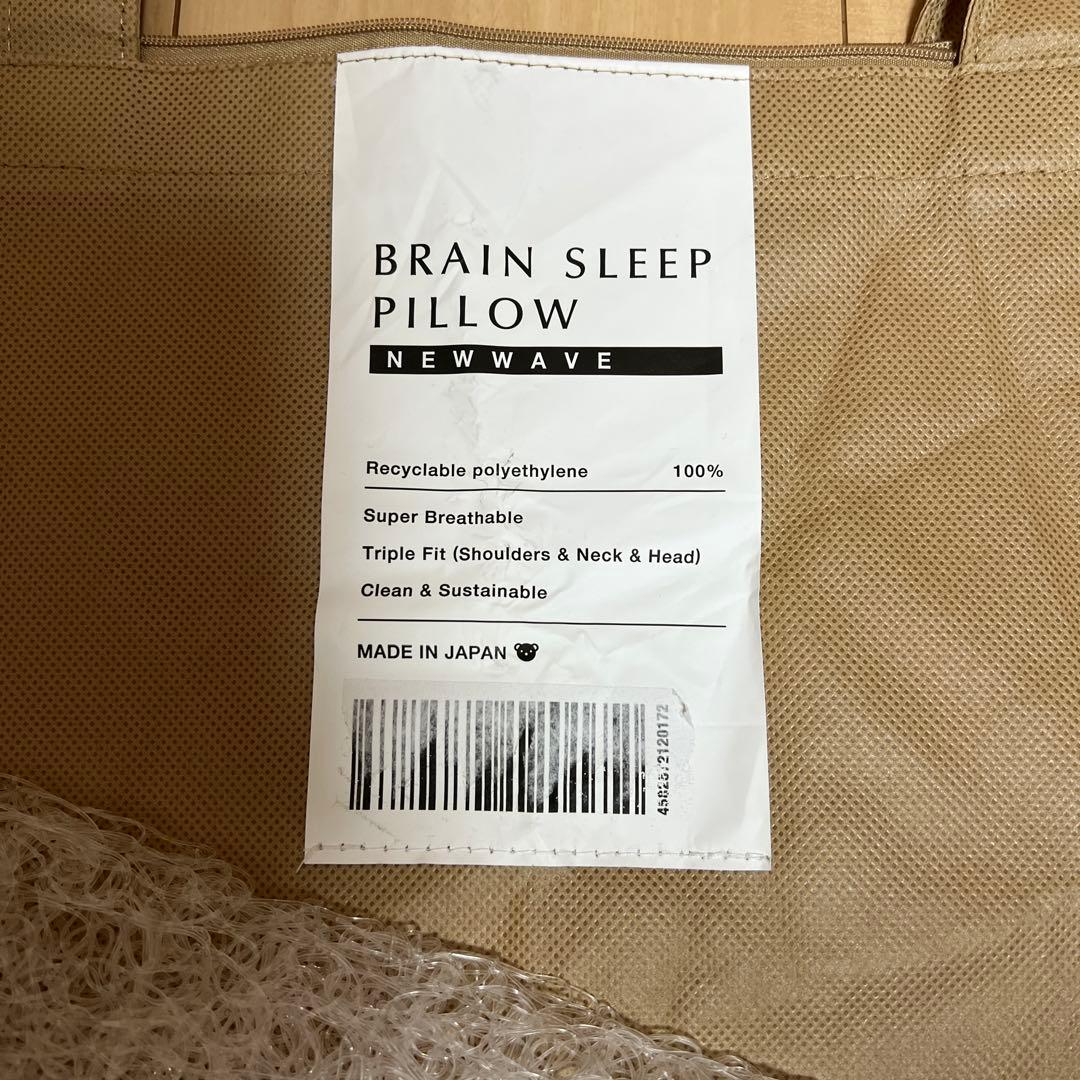 BRAIN SLEEP
PILLOW
NEWWAVE
Recyclable polyethylene 100%
Super Breathable
Triple Fit (Shoulders & Neck & Head)
Clean & Sustainable
MADE IN JAPAN